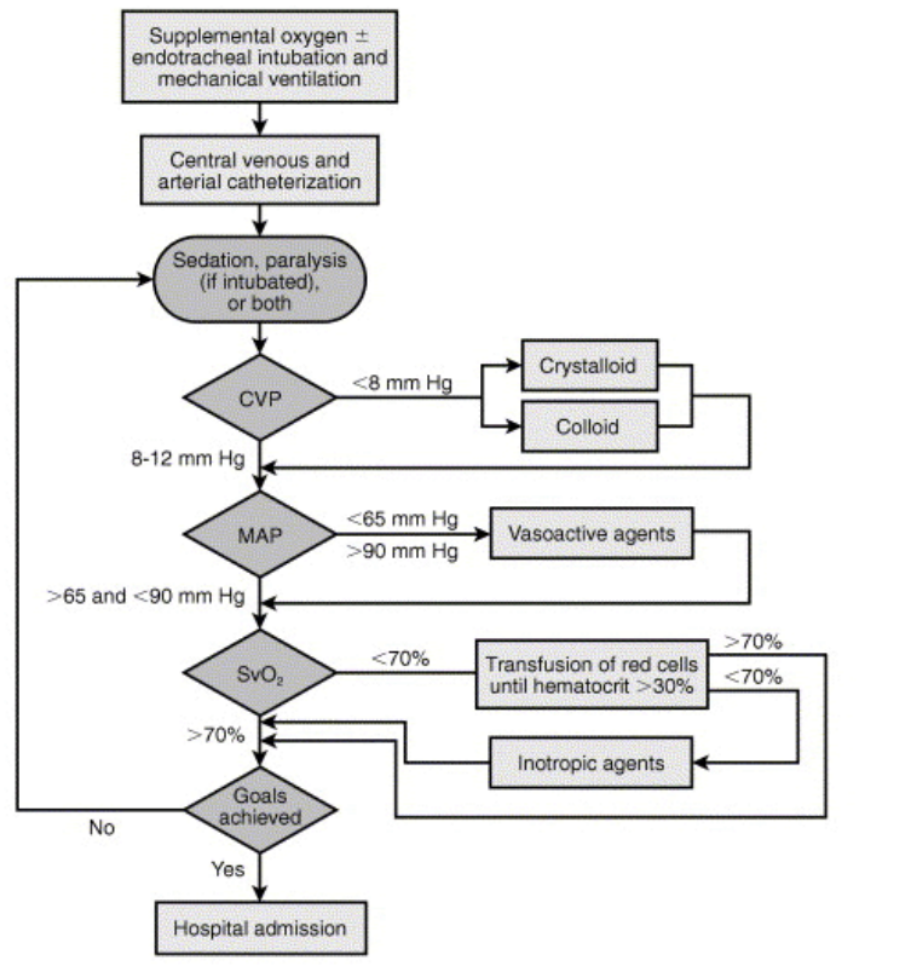 Supplemental oxygen ±
endotracheal intubation and
mechanical ventilation
Central venous and
arterial catheterization
Sedation, paralysis
(if intubated),
or both
CVP
<8 mm Hg
Crystalloid
Colloid
8-12 mm Hg
MAP
<65 mm Hg
>90 mm Hg
Vasoactive agents
>65 and <90 mm Hg
SvO₂
<70%
Transfusion of red cells
until hematocrit >30%
>70%
<70%
>70%
Inotropic agents
Goals
achieved
No
Yes
Hospital admission